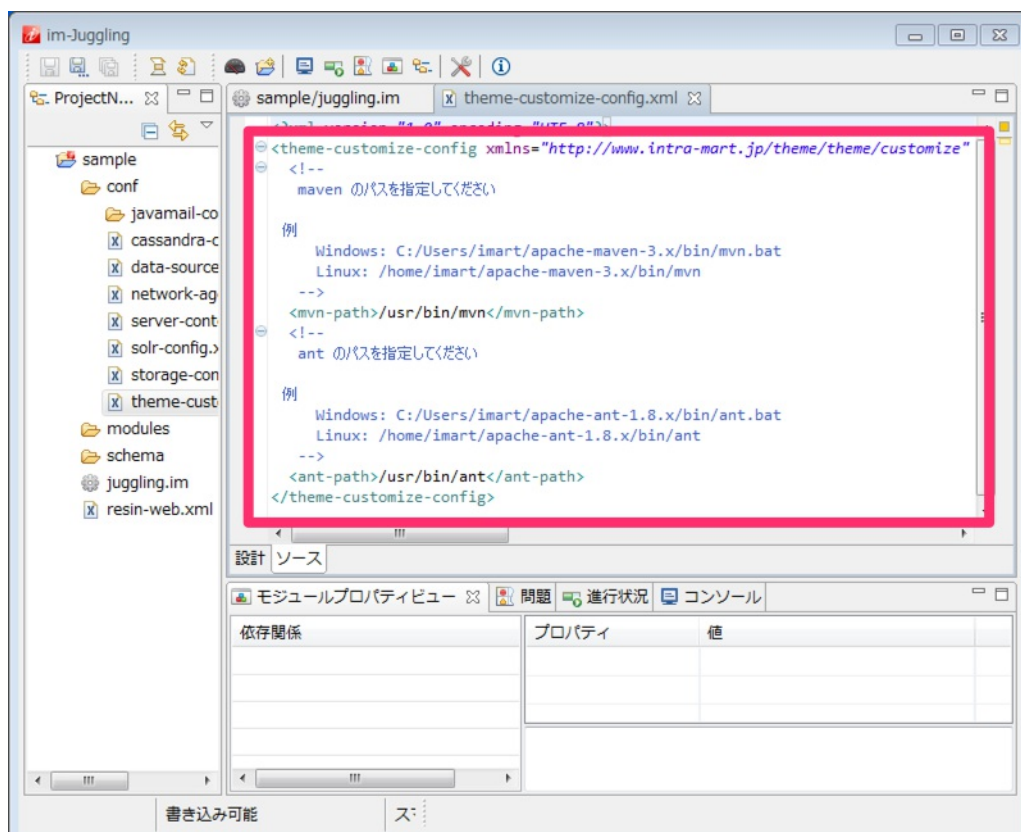 im-Juggling
ProjectN...
sample/juggling.im
theme-customize-config.xml
sample
conf
javamail-co
cassandra-c
data-source
network-ag
server-cont
solr-config.x
storage-con
theme-cust
modules
schema
juggling.im
resin-web.xml
<?xml version="1.0" encoding="UTF-8"?>
<theme-customize-config xmlns="http://www.intra-mart.jp/theme/theme/customize"
<!--
maven のパスを指定してください
例
Windows: C:/Users/imart/apache-maven-3.x/bin/mvn.bat
Linux: /home/imart/apache-maven-3.x/bin/mvn
-->
<mvn-path>/usr/bin/mvn</mvn-path>
<!--
ant のパスを指定してください
例
Windows: C:/Users/imart/apache-ant-1.8.x/bin/ant.bat
Linux: /home/imart/apache-ant-1.8.x/bin/ant
-->
<ant-path>/usr/bin/ant</ant-path>
</theme-customize-config>
設計 ソース
モジュールプロパティビュー 問題 進行状況 コンソール
依存関係
プロパティ 値
書き込み可能